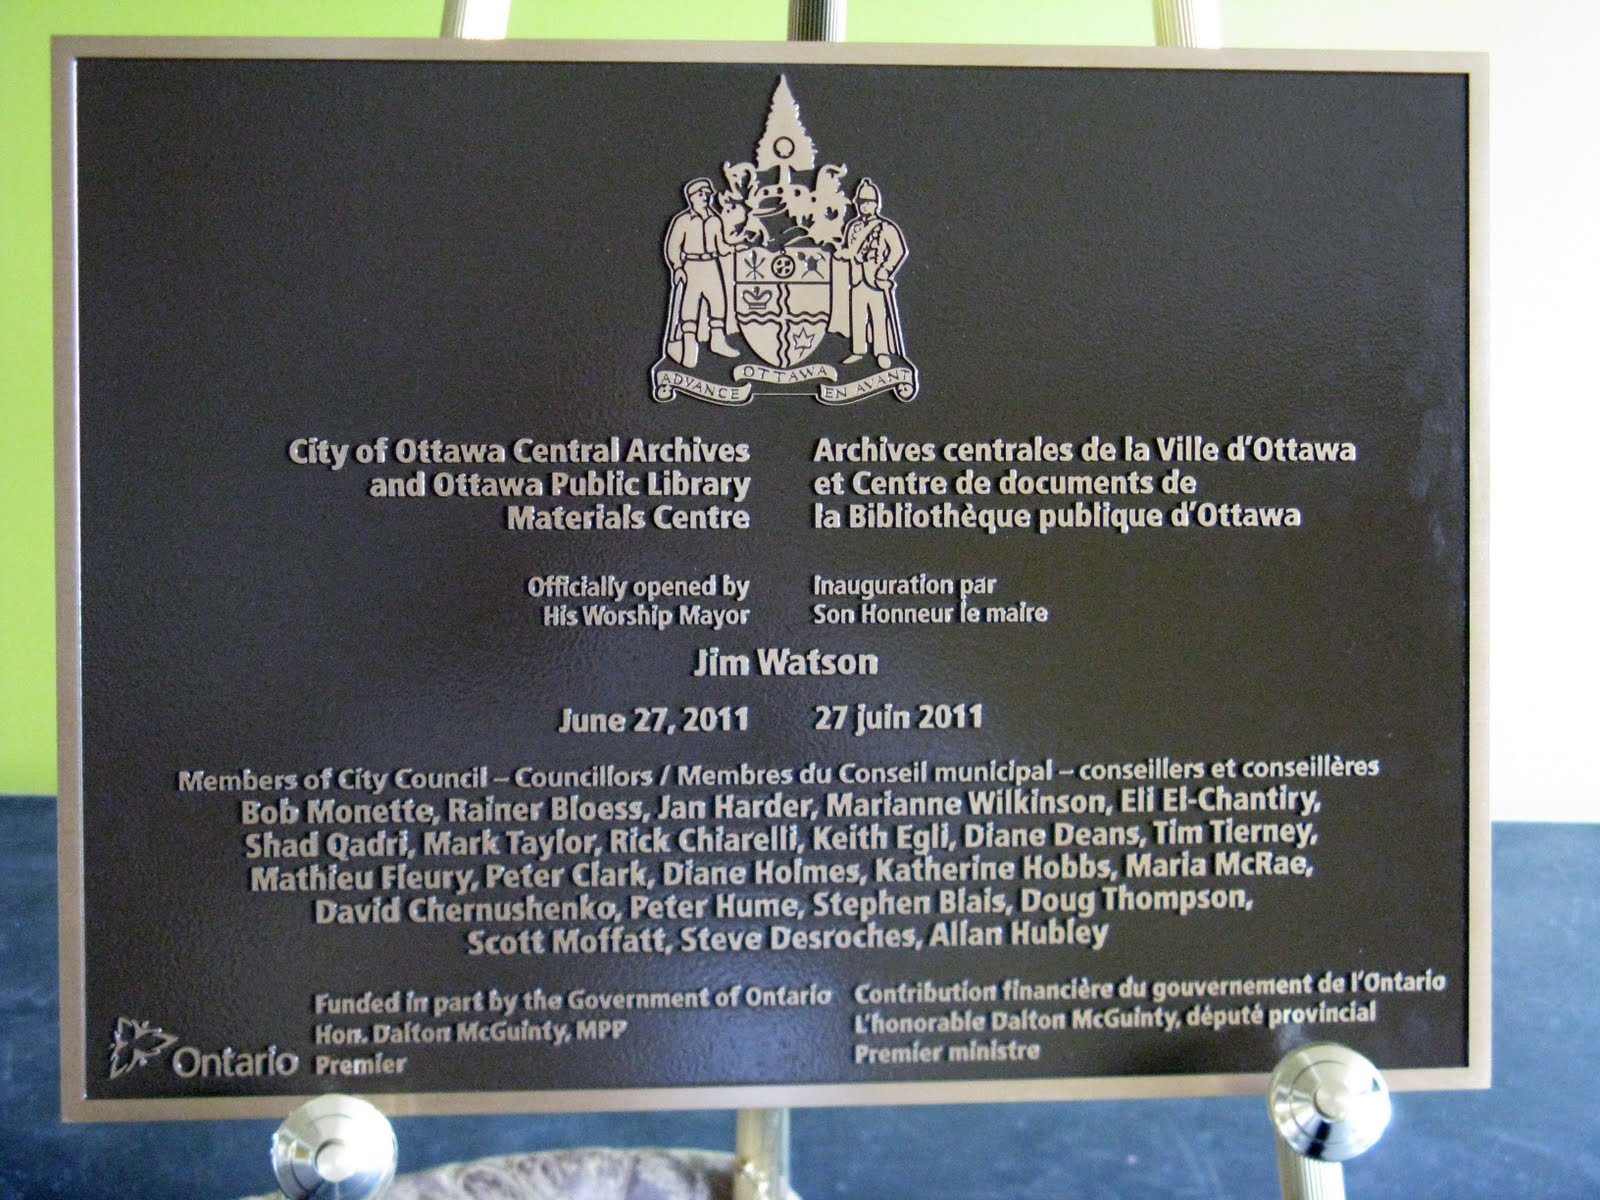 ADVANCE OTTAWA EN AVANT
City of Ottawa Central Archives
and Ottawa Public Library
Materials Centre
Archives centrales de la Ville d'Ottawa
et Centre de documents de
la Bibliothèque publique d'Ottawa
Officially opened by
His Worship Mayor
Inauguration par
Son Honneur le maire
Jim Watson
June 27, 2011
27 juin 2011
Members of City Council – Councillors / Membres du Conseil municipal – conseillers et conseillères
Bob Monette, Rainer Bloess, Jan Harder, Marianne Wilkinson, Eli El-Chantiry,
Shad Qadri, Mark Taylor, Rick Chiarelli, Keith Egli, Diane Deans, Tim Tierney,
Mathieu Fleury, Peter Clark, Diane Holmes, Katherine Hobbs, Maria McRae,
David Chernushenko, Peter Hume, Stephen Blais, Doug Thompson,
Scott Moffatt, Steve Desroches, Allan Hubley
Ontario
Funded in part by the Government of Ontario
Hon. Dalton McGuinty, MPP
Premier
Contribution financière du gouvernement de l'Ontario
L'honorable Dalton McGuinty, député provincial
Premier ministre